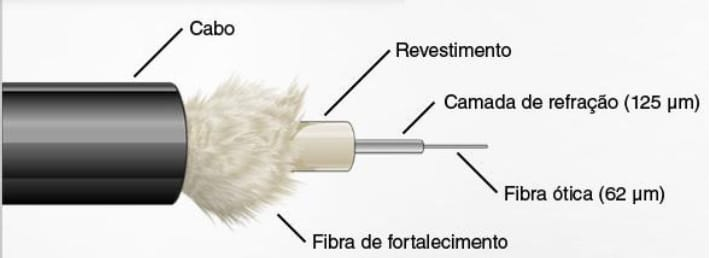 Cabo
Revestimento
Camada de refração (125 µm)
Fibra ótica (62 µm)
Fibra de fortalecimento